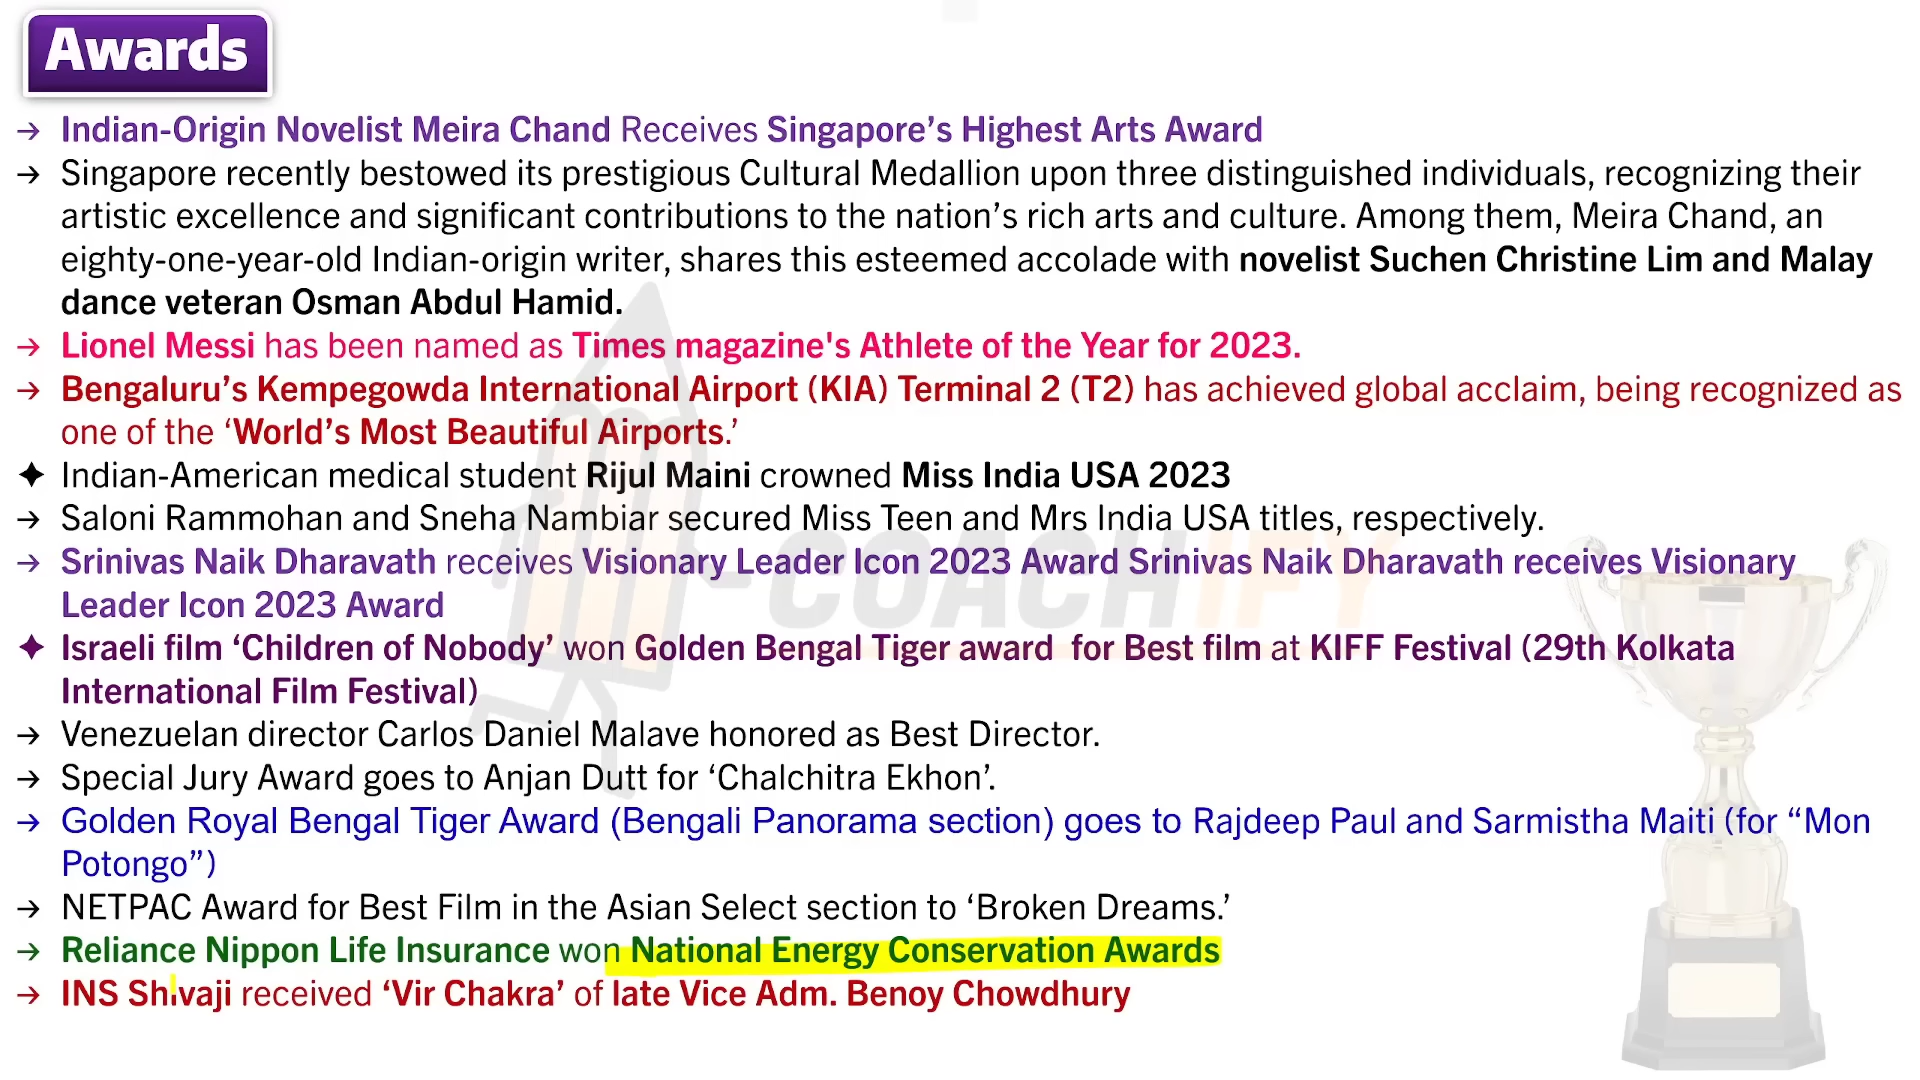 Awards
→ Indian-Origin Novelist Meira Chand Receives Singapore’s Highest Arts Award
→ Singapore recently bestowed its prestigious Cultural Medallion upon three distinguished individuals, recognizing their
artistic excellence and significant contributions to the nation’s rich arts and culture. Among them, Meira Chand, an
eighty-one-year-old Indian-origin writer, shares this esteemed accolade with novelist Suchen Christine Lim and Malay
dance veteran Osman Abdul Hamid.
→ Lionel Messi has been named as Times magazine's Athlete of the Year for 2023.
→ Bengaluru’s Kempegowda International Airport (KIA) Terminal 2 (T2) has achieved global acclaim, being recognized as
one of the ‘World’s Most Beautiful Airports.’
✦ Indian-American medical student Rijul Maini crowned Miss India USA 2023
→ Saloni Rammohan and Sneha Nambiar secured Miss Teen and Mrs India USA titles, respectively.
→ Srinivas Naik Dharavath receives Visionary Leader Icon 2023 Award Srinivas Naik Dharavath receives Visionary
Leader Icon 2023 Award
COACHIFY
✦ Israeli film ‘Children of Nobody’ won Golden Bengal Tiger award  for Best film at KIFF Festival (29th Kolkata
International Film Festival)
→ Venezuelan director Carlos Daniel Malave honored as Best Director.
→ Special Jury Award goes to Anjan Dutt for ‘Chalchitra Ekhon’.
→ Golden Royal Bengal Tiger Award (Bengali Panorama section) goes to Rajdeep Paul and Sarmistha Maiti (for “Mon
Potongo”)
→ NETPAC Award for Best Film in the Asian Select section to ‘Broken Dreams.’
→ Reliance Nippon Life Insurance won National Energy Conservation Awards
→ INS Shivaji received ‘Vir Chakra’ of late Vice Adm. Benoy Chowdhury